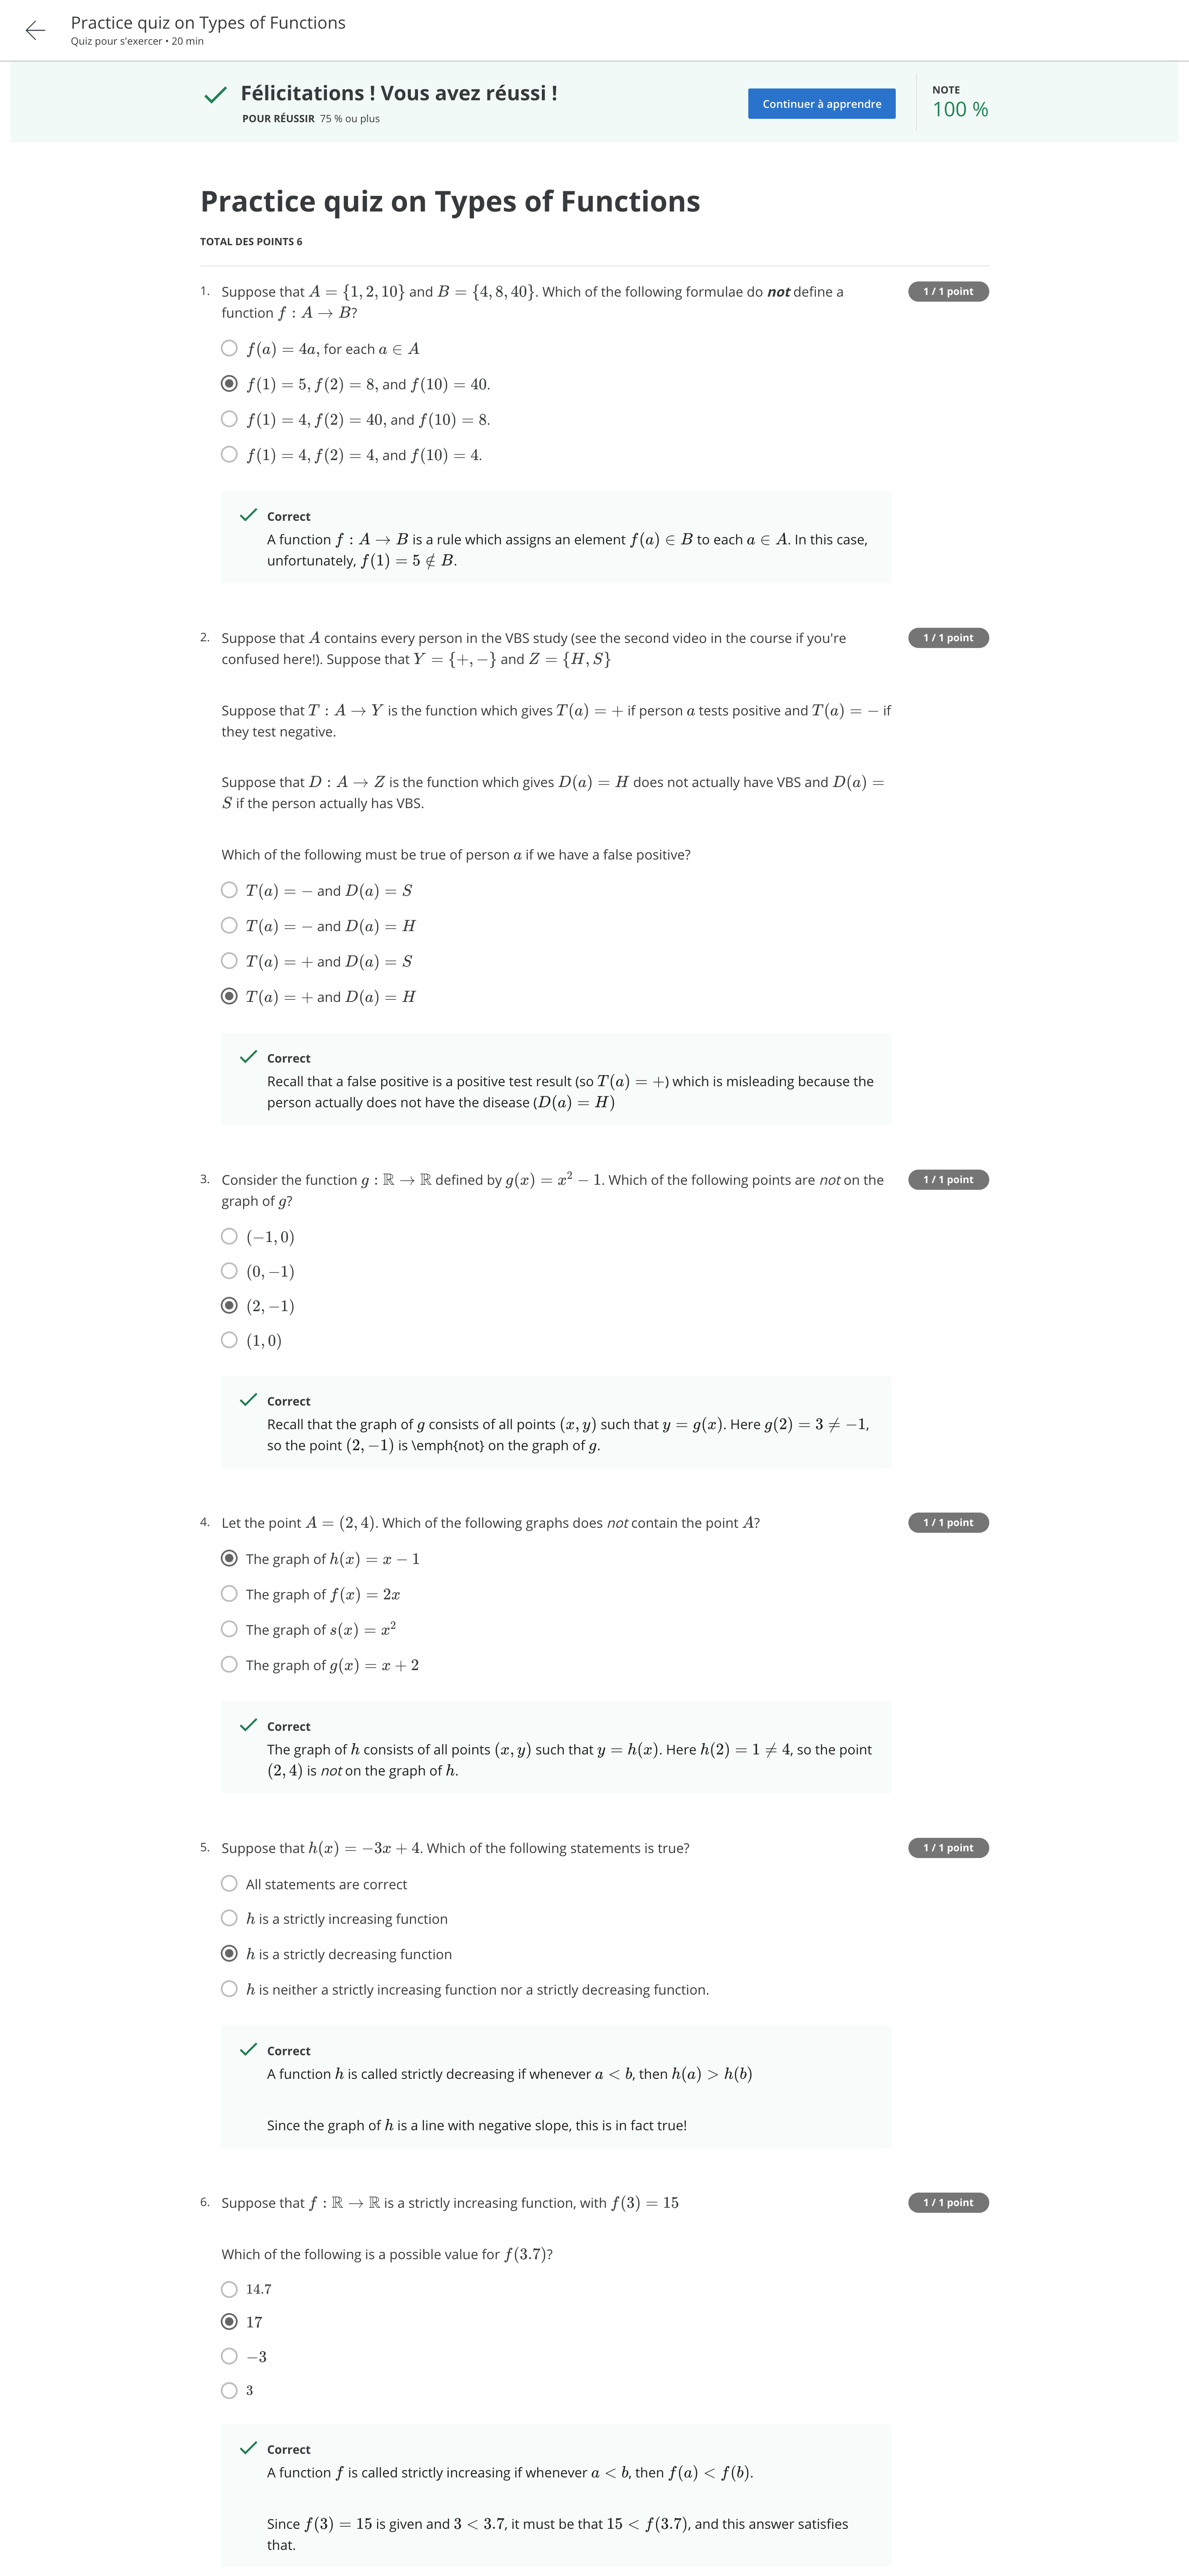 Practice quiz on Types of Functions
Quiz pour s'exercer • 20 min
Félicitations ! Vous avez réussi !
POUR RÉUSSIR 75 % ou plus
Continuer à apprendre
NOTE
100 %
Practice quiz on Types of Functions
TOTAL DES POINTS 6
1. Suppose that A = {1, 2, 10} and B = {4, 8, 40}. Which of the following formulae do not define a
function f : A → B?
1 / 1 point
f(a) = 4a, for each a ∈ A
f(1) = 5, f(2) = 8, and f(10) = 40.
f(1) = 4, f(2) = 40, and f(10) = 8.
f(1) = 4, f(2) = 4, and f(10) = 4.
Correct
A function f : A → B is a rule which assigns an element f(a) ∈ B to each a ∈ A. In this case,
unfortunately, f(1) = 5 ∉ B.
2. Suppose that A contains every person in the VBS study (see the second video in the course if you're
confused here!). Suppose that Y = {+, −} and Z = {H, S}
1 / 1 point
Suppose that T : A → Y is the function which gives T(a) = + if person a tests positive and T(a) = − if
they test negative.
Suppose that D : A → Z is the function which gives D(a) = H does not actually have VBS and D(a) =
S if the person actually has VBS.
Which of the following must be true of person a if we have a false positive?
T(a) = − and D(a) = S
T(a) = − and D(a) = H
T(a) = + and D(a) = S
T(a) = + and D(a) = H
Correct
Recall that a false positive is a positive test result (so T(a) = +) which is misleading because the
person actually does not have the disease (D(a) = H)
3. Consider the function g : ℝ → ℝ defined by g(x) = x² − 1. Which of the following points are not on the
graph of g?
1 / 1 point
(−1, 0)
(0, −1)
(2, −1)
(1, 0)
Correct
Recall that the graph of g consists of all points (x, y) such that y = g(x). Here g(2) = 3 ≠ −1,
so the point (2, −1) is \emph{not} on the graph of g.
4. Let the point A = (2, 4). Which of the following graphs does not contain the point A?
1 / 1 point
The graph of h(x) = x − 1
The graph of f(x) = 2x
The graph of s(x) = x²
The graph of g(x) = x + 2
Correct
The graph of h consists of all points (x, y) such that y = h(x). Here h(2) = 1 ≠ 4, so the point
(2, 4) is not on the graph of h.
5. Suppose that h(x) = −3x + 4. Which of the following statements is true?
1 / 1 point
All statements are correct
h is a strictly increasing function
h is a strictly decreasing function
h is neither a strictly increasing function nor a strictly decreasing function.
Correct
A function h is called strictly decreasing if whenever a < b, then h(a) > h(b)
Since the graph of h is a line with negative slope, this is in fact true!
6. Suppose that f : ℝ → ℝ is a strictly increasing function, with f(3) = 15
1 / 1 point
Which of the following is a possible value for f(3.7)?
14.7
17
−3
3
Correct
A function f is called strictly increasing if whenever a < b, then f(a) < f(b).
Since f(3) = 15 is given and 3 < 3.7, it must be that 15 < f(3.7), and this answer satisfies
that.